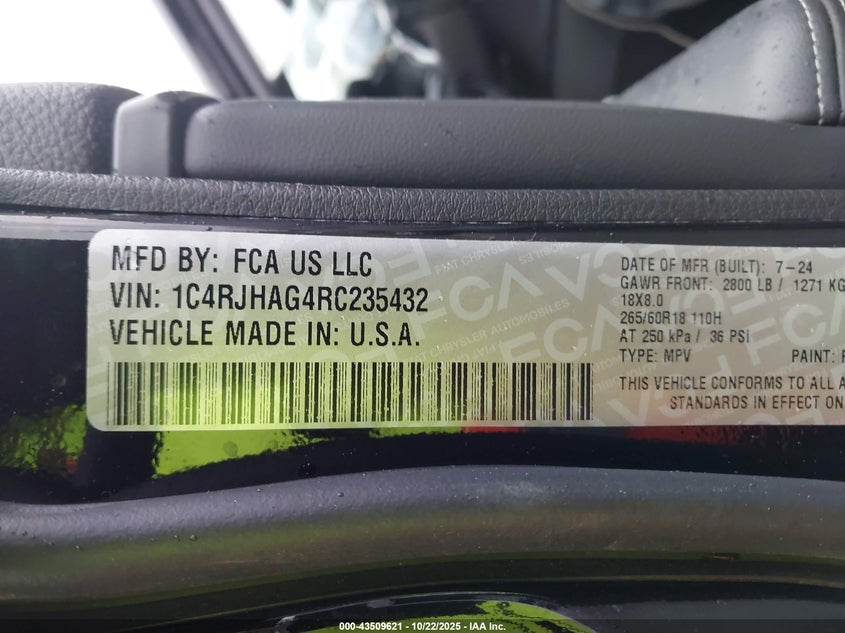 MFD BY: FCA US LLC
VIN: 1C4RJHAG4RC235432
VEHICLE MADE IN: U.S.A.
DATE OF MFR (BUILT): 7-24
GAWR FRONT: 2800 LB / 1271 KG
18X8.0
265/60R18 110H
AT 250 kPa / 36 PSI
TYPE: MPV PAINT:
THIS VEHICLE CONFORMS TO ALL A
STANDARDS IN EFFECT ON
000-43509621 - 10/22/2025 - IAA Inc.